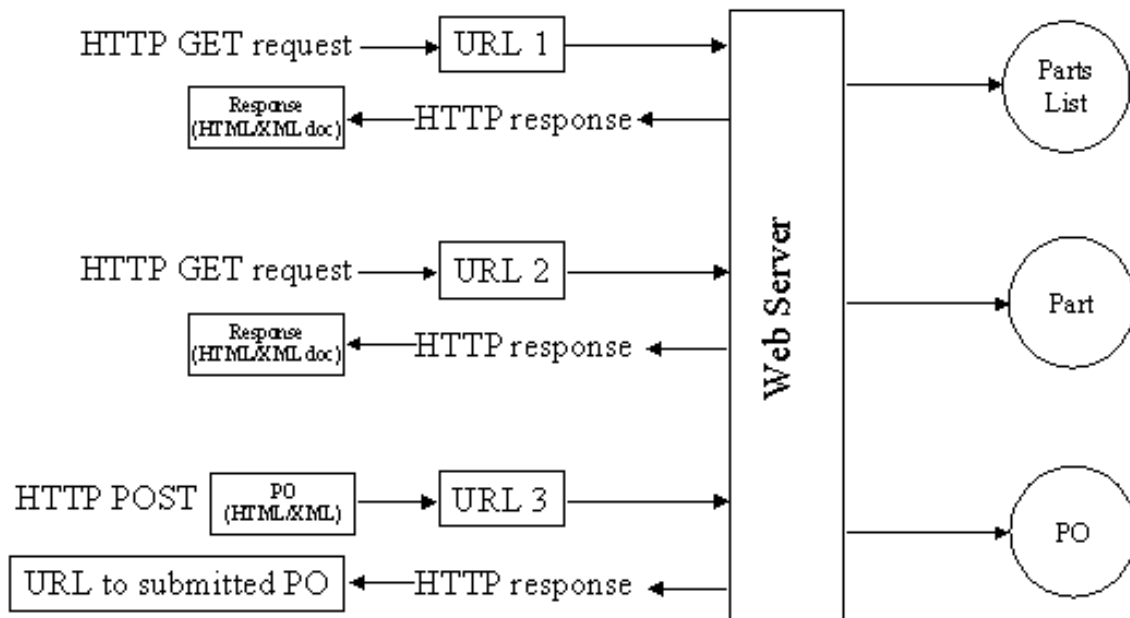 HTTP GET request
URL 1
Response
(HTML/XML doc)
HTTP response
Parts
List
HTTP GET request
URL 2
Response
(HTML/XML doc)
HTTP response
Web Server
Part
HTTP POST
PO
(HTML/XML)
URL 3
PO
URL to submitted PO
HTTP response